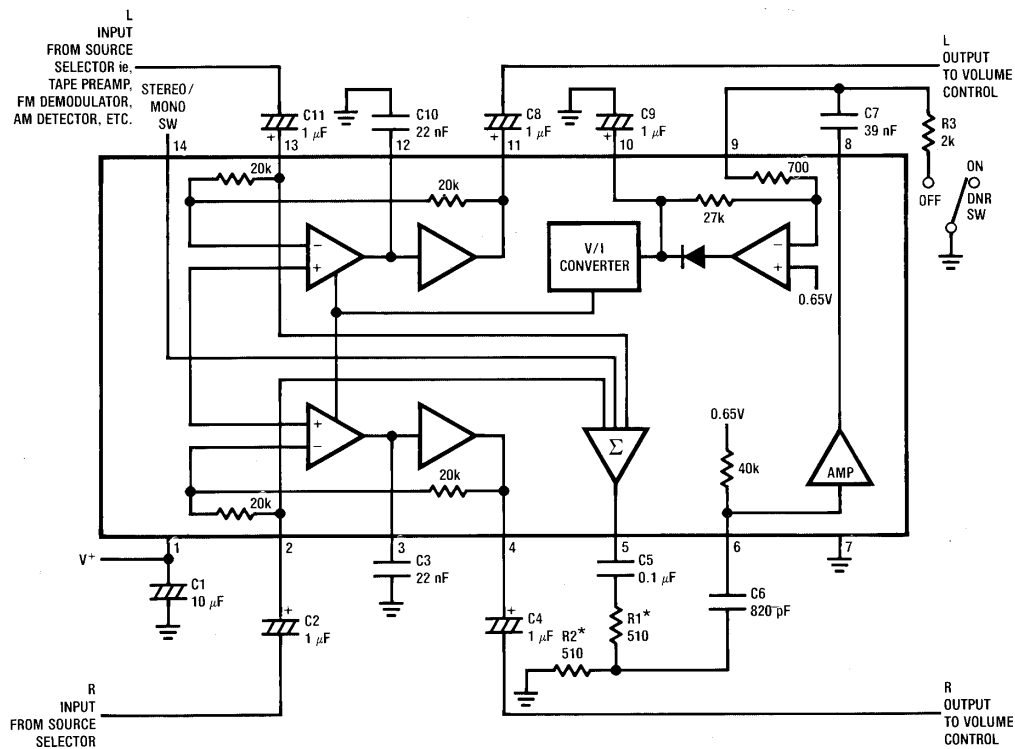 L
INPUT
FROM SOURCE
SELECTOR ie,
TAPE PREAMP,
FM DEMODULATOR,
AM DETECTOR, ETC.
STEREO/
MONO
SW
14
C11
1 μF
+
13
C10
22 nF
12
C8
1 μF
+
11
C9
1 μF
+
10
9
C7
39 nF
8
L
OUTPUT
TO VOLUME
CONTROL
R3
2k
OFF
ON
DNR
SW
20k
20k
700
27k
−
+
V/I
CONVERTER
−
+
0.65V
+
−
20k
20k
Σ
0.65V
40k
AMP
V+
1
C1
10 μF
2
+
C2
1 μF
3
C3
22 nF
4
+
C4
1 μF
5
C5
0.1 μF
R1*
510
R2*
510
6
C6
820 pF
7
R
INPUT
FROM SOURCE
SELECTOR
R
OUTPUT
TO VOLUME
CONTROL